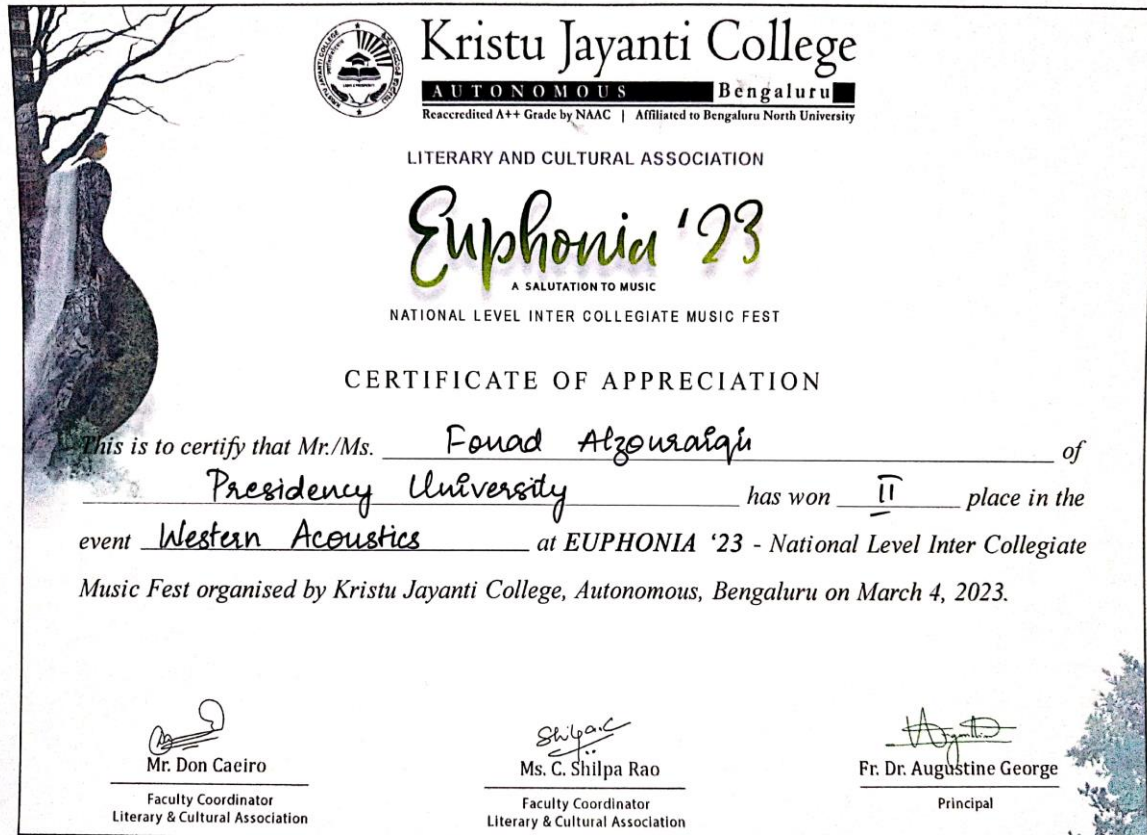 Kristu Jayanti College
AUTONOMOUS Bengaluru
Reaccredited A++ Grade by NAAC | Affiliated to Bengaluru North University
LITERARY AND CULTURAL ASSOCIATION
Euphonia '23
A SALUTATION TO MUSIC
NATIONAL LEVEL INTER COLLEGIATE MUSIC FEST
CERTIFICATE OF APPRECIATION
This is to certify that Mr./Ms. Fouad Alzouraiqi of
Presidency University has won II place in the
event Western Acoustics at EUPHONIA '23 - National Level Inter Collegiate
Music Fest organised by Kristu Jayanti College, Autonomous, Bengaluru on March 4, 2023.
Shilpa.C
Mr. Don Caeiro Ms. C. Shilpa Rao Fr. Dr. Augustine George
Faculty Coordinator Faculty Coordinator Principal
Literary & Cultural Association Literary & Cultural Association